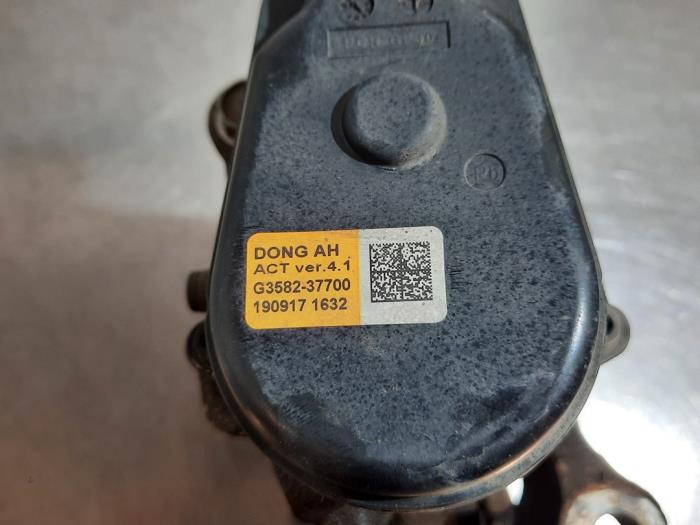 DONG AH
ACT ver.4.1
G3582-37700
190917 1632